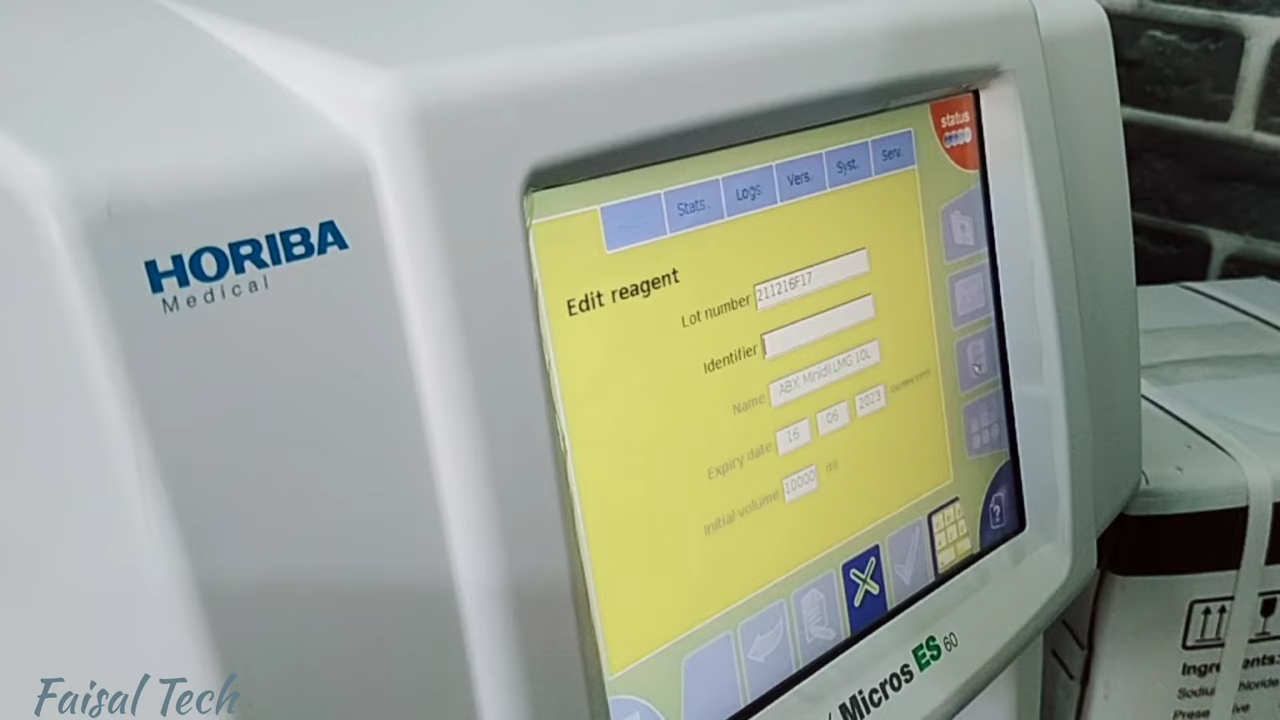 HORIBA
Medical
status
Stats.
Logs
Vers.
Syst.
Serv.
Edit reagent
Lot number 211216F17
Identifier
Name ABX Minidil LMG 10L
Expiry date 16 06 2023
Initial volume 10000 ml
?
Micros ES 60
Faisal Tech